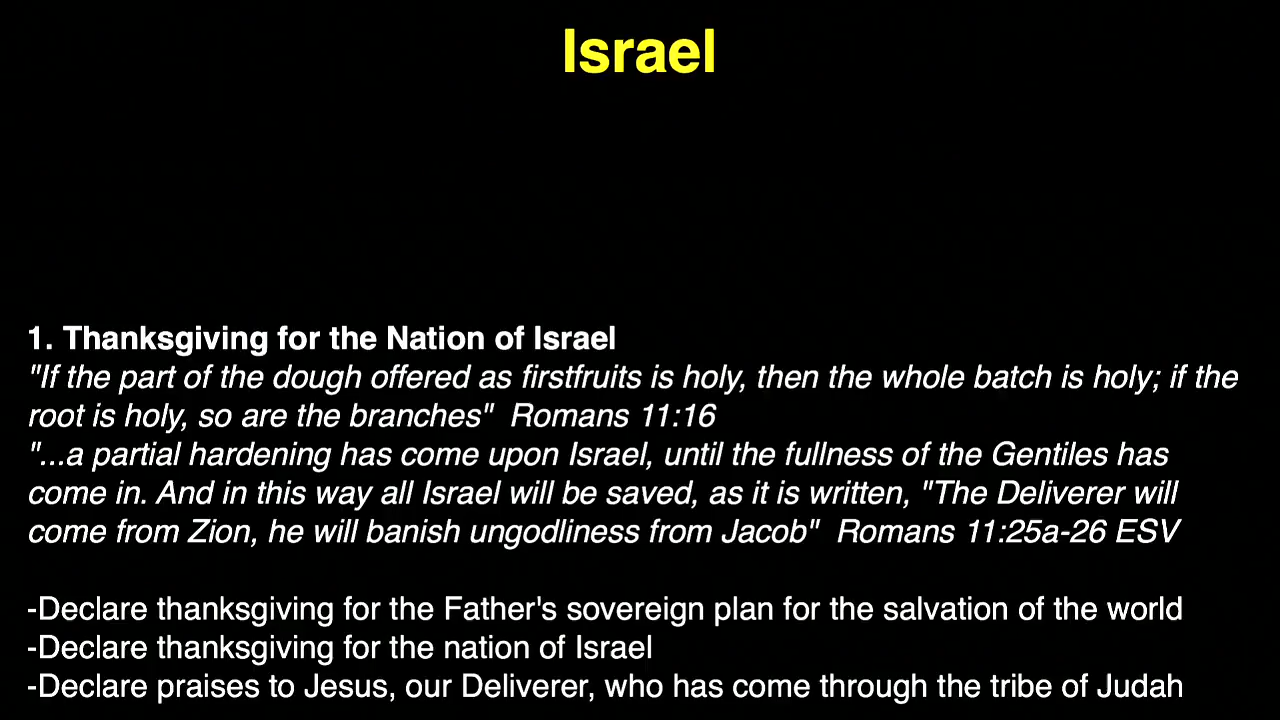 Israel
1. Thanksgiving for the Nation of Israel
"If the part of the dough offered as firstfruits is holy, then the whole batch is holy; if the
root is holy, so are the branches"  Romans 11:16
"...a partial hardening has come upon Israel, until the fullness of the Gentiles has
come in. And in this way all Israel will be saved, as it is written, "The Deliverer will
come from Zion, he will banish ungodliness from Jacob"  Romans 11:25a-26 ESV
-Declare thanksgiving for the Father's sovereign plan for the salvation of the world
-Declare thanksgiving for the nation of Israel
-Declare praises to Jesus, our Deliverer, who has come through the tribe of Judah